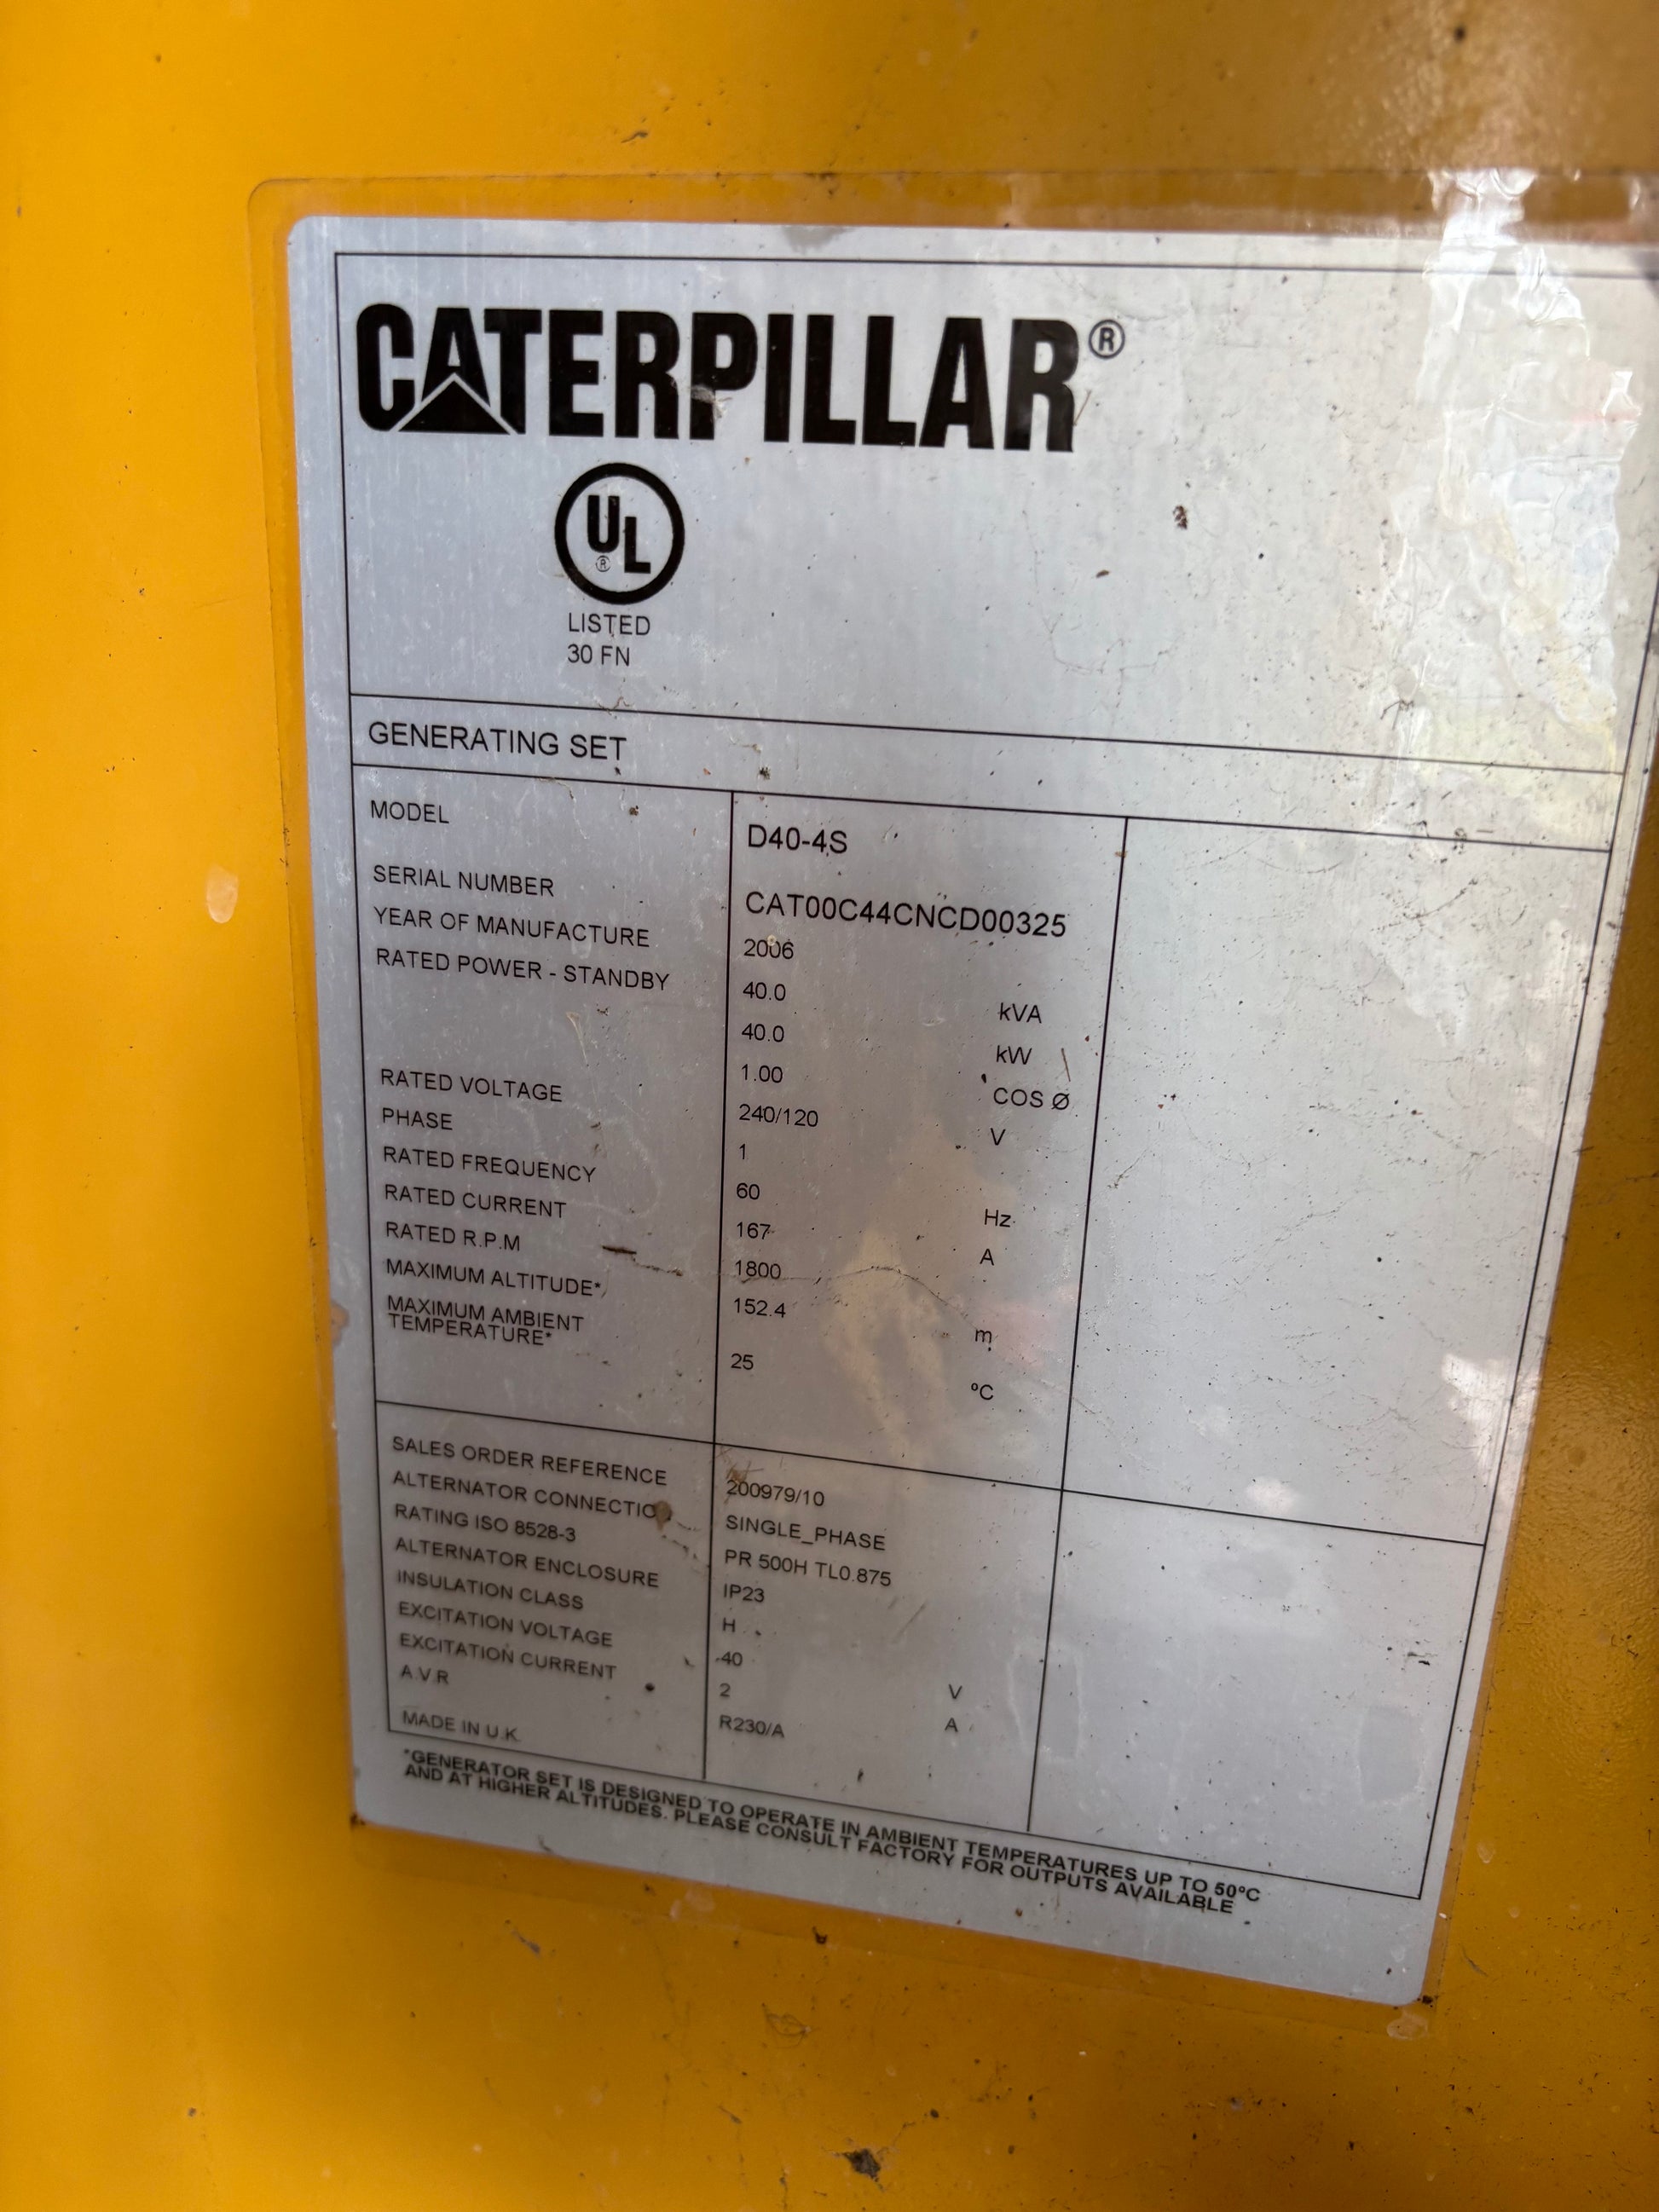 CATERPILLAR®
UL®
LISTED
30 FN
GENERATING SET
MODEL D40-4S
SERIAL NUMBER CAT00C44CNCD00325
YEAR OF MANUFACTURE 2006
RATED POWER - STANDBY 40.0 kVA
40.0 kW
1.00 COS Ø
RATED VOLTAGE 240/120 V
PHASE 1
RATED FREQUENCY 60 Hz
RATED CURRENT 167 A
RATED R.P.M 1800
MAXIMUM ALTITUDE* 152.4 m
MAXIMUM AMBIENT
TEMPERATURE* 25 ºC
SALES ORDER REFERENCE 200979/10
ALTERNATOR CONNECTION SINGLE_PHASE
RATING ISO 8528-3 PR 500H TL0.875
ALTERNATOR ENCLOSURE IP23
INSULATION CLASS H
EXCITATION VOLTAGE 40 V
EXCITATION CURRENT 2 A
A.V.R R230/A
MADE IN U.K.
*GENERATOR SET IS DESIGNED TO OPERATE IN AMBIENT TEMPERATURES UP TO 50ºC
AND AT HIGHER ALTITUDES. PLEASE CONSULT FACTORY FOR OUTPUTS AVAILABLE